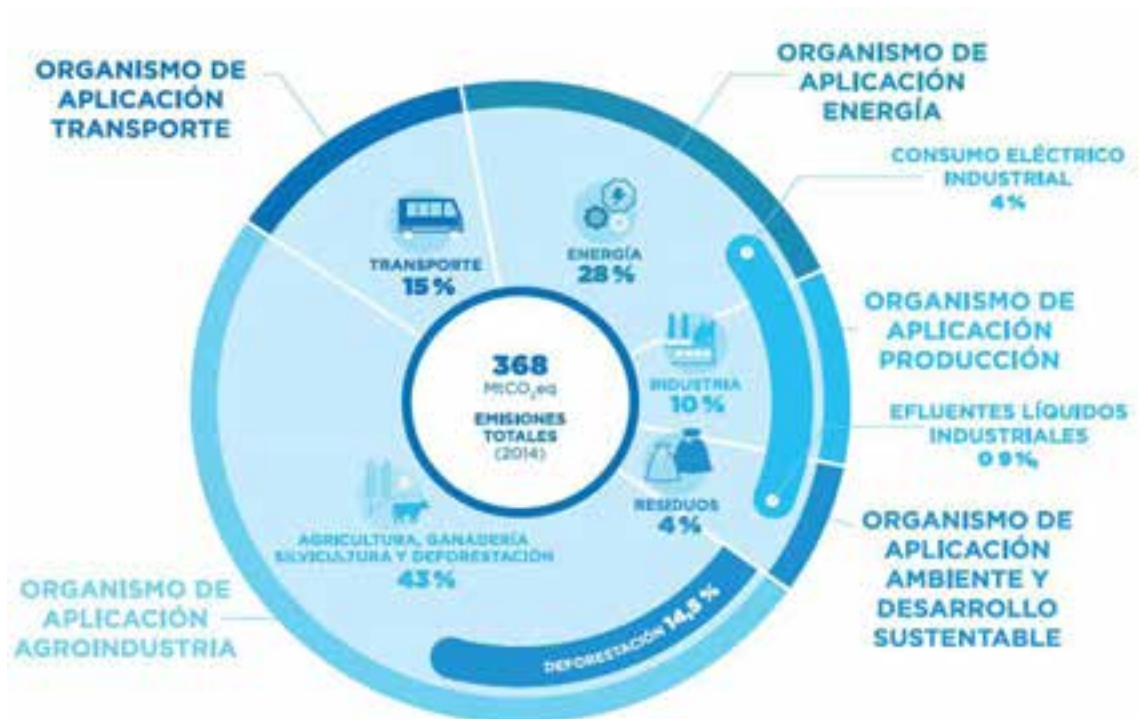 ORGANISMO DE
APLICACIÓN
TRANSPORTE
ORGANISMO DE
APLICACIÓN
ENERGÍA
CONSUMO ELÉCTRICO
INDUSTRIAL
4%
TRANSPORTE
15%
ENERGÍA
28%
ORGANISMO DE
APLICACIÓN
PRODUCCIÓN
INDUSTRIA
10%
368
MtCO₂eq
EMISIONES
TOTALES
(2014)
EFLUENTES LÍQUIDOS
INDUSTRIALES
0 9%
RESIDUOS
4%
ORGANISMO DE
APLICACIÓN
AMBIENTE Y
DESARROLLO
SUSTENTABLE
AGRICULTURA, GANADERÍA
SILVICULTURA Y DEFORESTACIÓN
43%
ORGANISMO DE
APLICACIÓN
AGROINDUSTRIA
DEFORESTACIÓN 14,5%